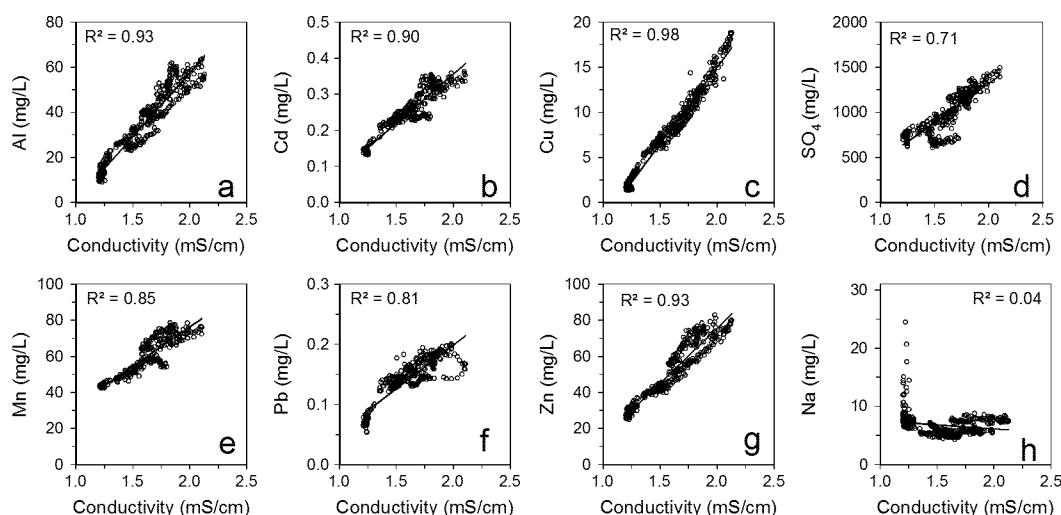 R² = 0.93
Al (mg/L)
80
60
40
20
0
a
1.0 1.5 2.0 2.5
Conductivity (mS/cm)
R² = 0.90
Cd (mg/L)
0.5
0.4
0.3
0.2
0.1
0.0
b
1.0 1.5 2.0 2.5
Conductivity (mS/cm)
R² = 0.98
Cu (mg/L)
20
15
10
5
0
c
1.0 1.5 2.0 2.5
Conductivity (mS/cm)
R² = 0.71
SO₄ (mg/L)
2000
1500
1000
500
0
d
1.0 1.5 2.0 2.5
Conductivity (mS/cm)
R² = 0.85
Mn (mg/L)
100
80
60
40
20
0
e
1.0 1.5 2.0 2.5
Conductivity (mS/cm)
R² = 0.81
Pb (mg/L)
0.3
0.2
0.1
0.0
f
1.0 1.5 2.0 2.5
Conductivity (mS/cm)
R² = 0.93
Zn (mg/L)
100
80
60
40
20
0
g
1.0 1.5 2.0 2.5
Conductivity (mS/cm)
R² = 0.04
Na (mg/L)
30
20
10
0
h
1.0 1.5 2.0 2.5
Conductivity (mS/cm)